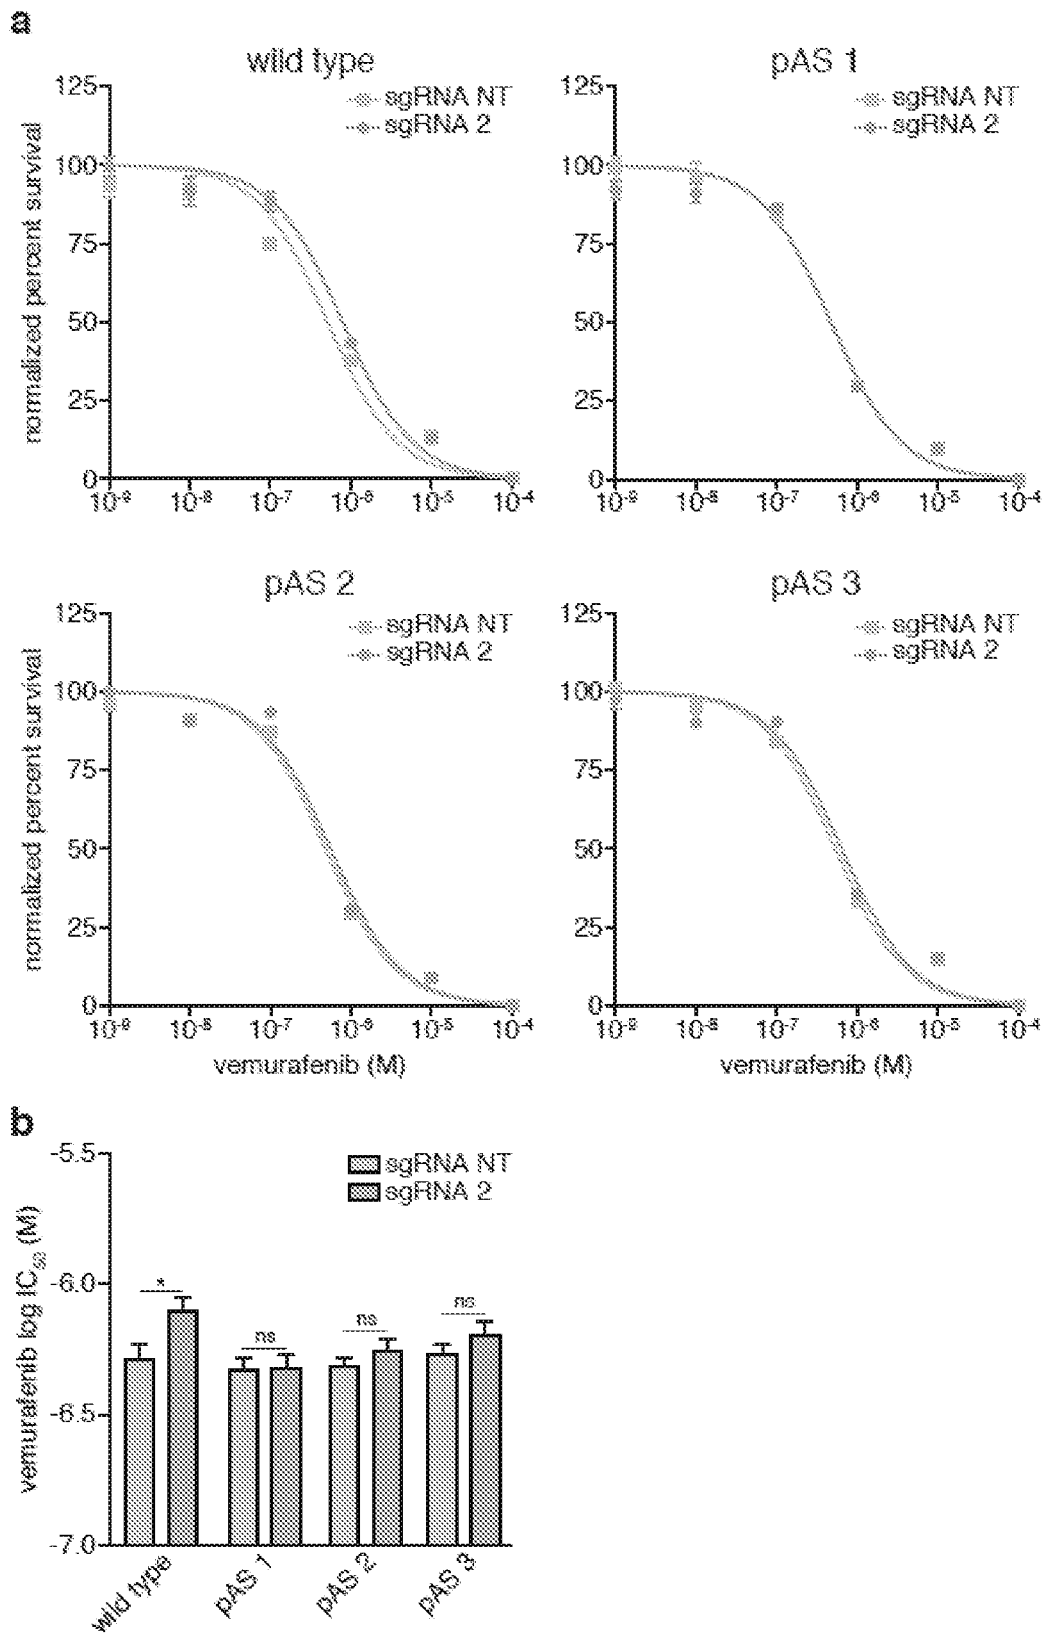 a
wild type
125
100
75
50
25
0
normalized percent survival
sgRNA NT
sgRNA 2
10⁻⁹ 10⁻⁸ 10⁻⁷ 10⁻⁶ 10⁻⁵ 10⁻⁴
pAS 1
125
100
75
50
25
0
sgRNA NT
sgRNA 2
10⁻⁹ 10⁻⁸ 10⁻⁷ 10⁻⁶ 10⁻⁵ 10⁻⁴
pAS 2
125
100
75
50
25
0
normalized percent survival
sgRNA NT
sgRNA 2
10⁻⁹ 10⁻⁸ 10⁻⁷ 10⁻⁶ 10⁻⁵ 10⁻⁴
vemurafenib (M)
pAS 3
125
100
75
50
25
0
sgRNA NT
sgRNA 2
10⁻⁹ 10⁻⁸ 10⁻⁷ 10⁻⁶ 10⁻⁵ 10⁻⁴
vemurafenib (M)
b
-5.5
-6.0
-6.5
-7.0
vemurafenib log IC₅₀ (M)
sgRNA NT
sgRNA 2
*
ns
ns
ns
wild type
pAS 1
pAS 2
pAS 3